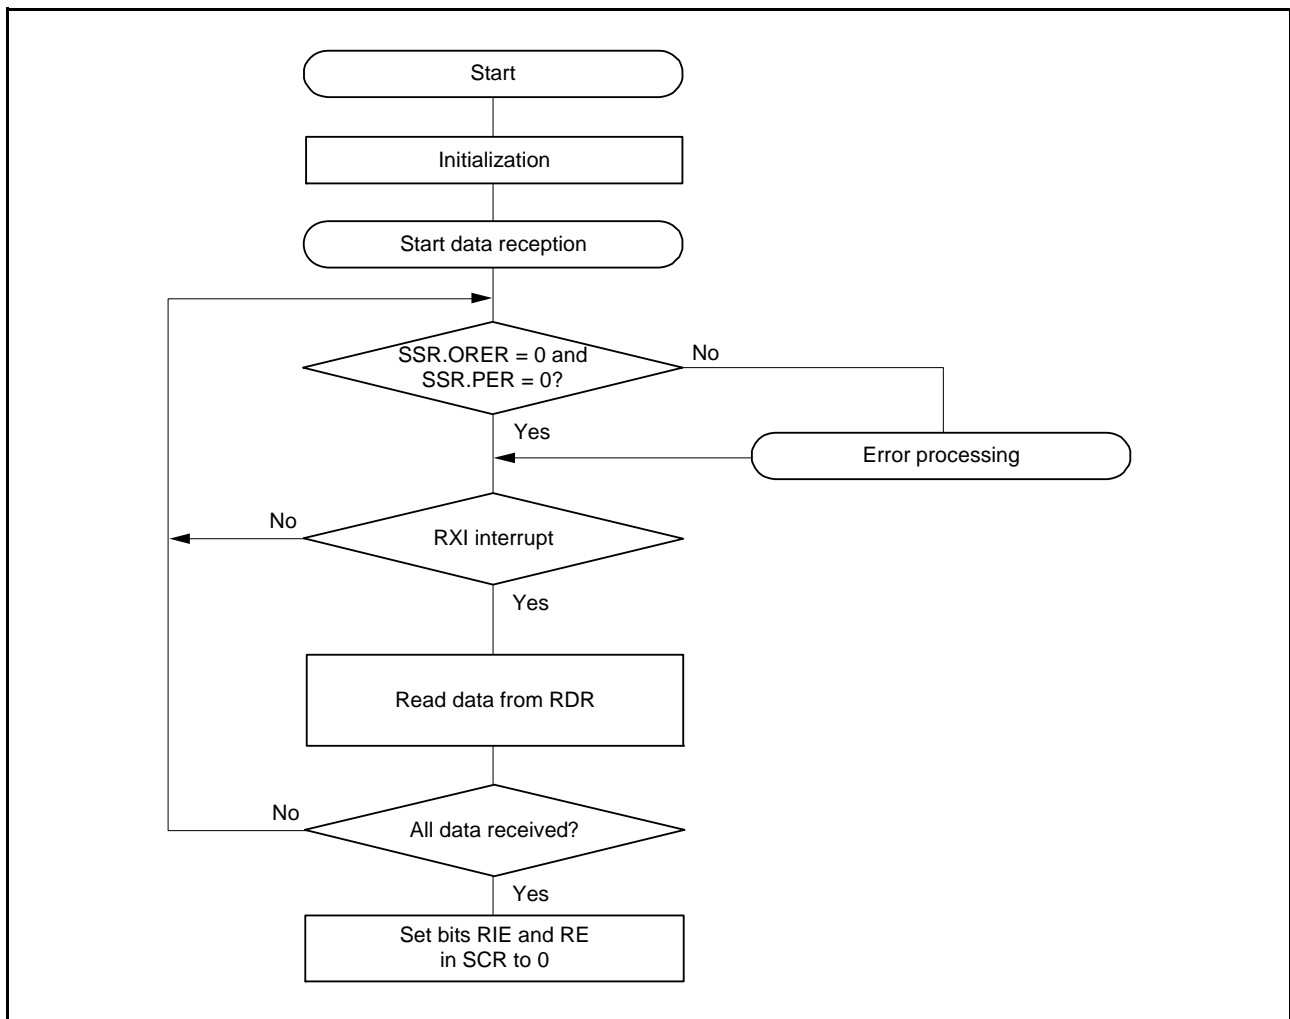 Start
Initialization
Start data reception
SSR.ORER = 0 and
SSR.PER = 0?
No
Yes
Error processing
No
RXI interrupt
Yes
Read data from RDR
No
All data received?
Yes
Set bits RIE and RE
in SCR to 0